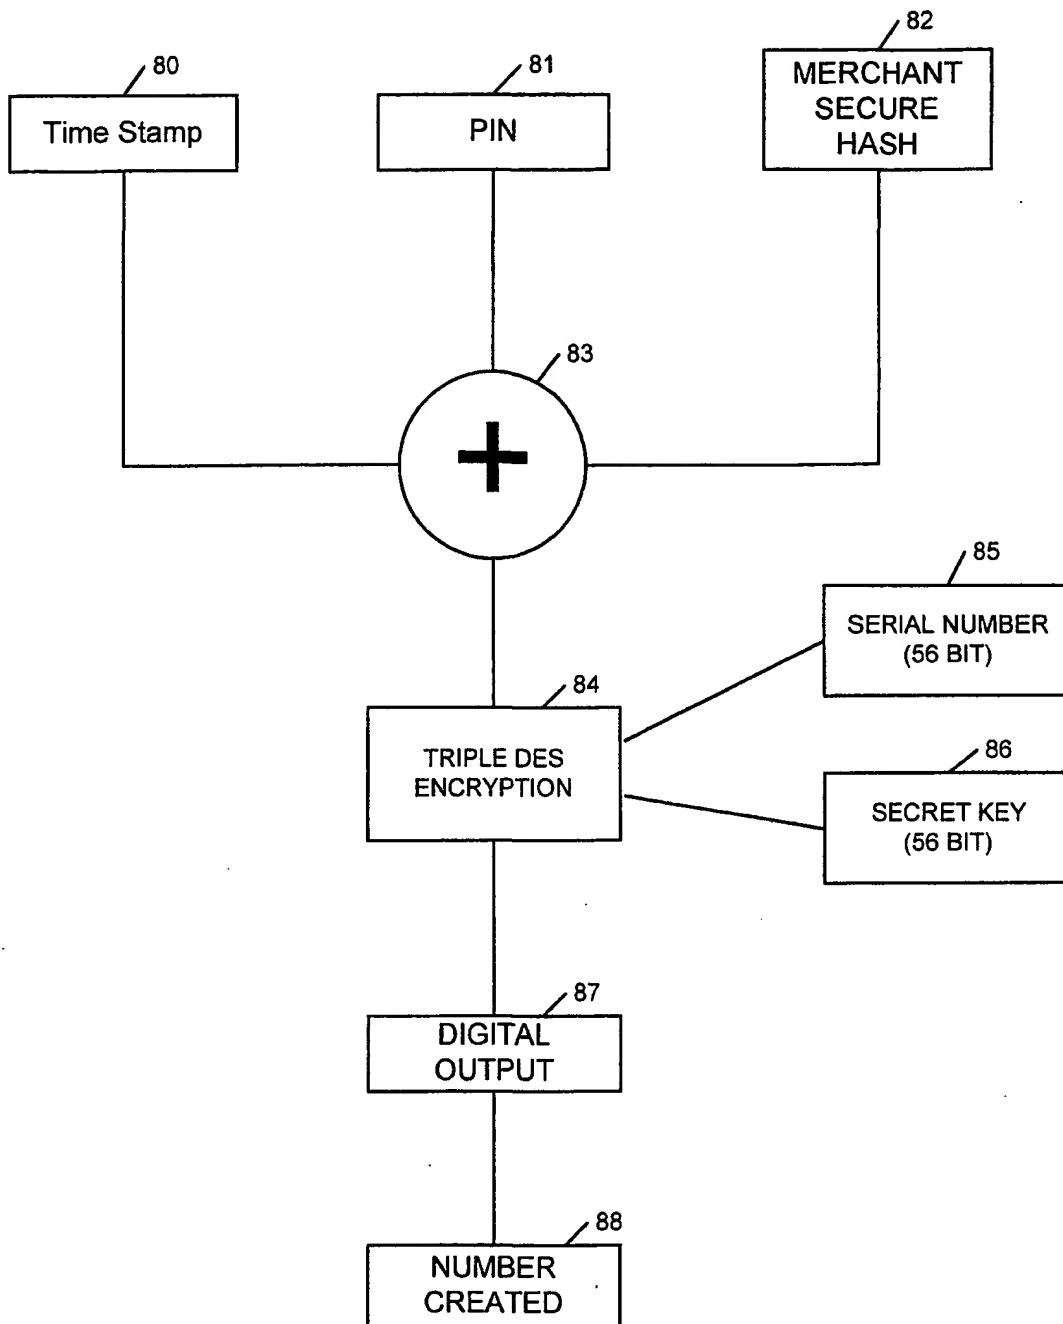 80
Time Stamp
81
PIN
82
MERCHANT
SECURE
HASH
83
+
84
TRIPLE DES
ENCRYPTION
85
SERIAL NUMBER
(56 BIT)
86
SECRET KEY
(56 BIT)
87
DIGITAL
OUTPUT
88
NUMBER
CREATED